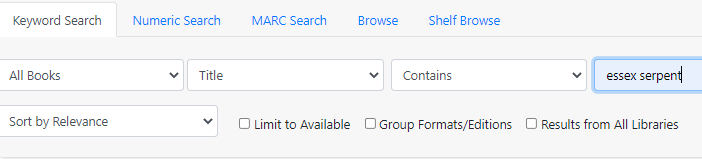 Keyword Search Numeric Search MARC Search Browse Shelf Browse
All Books Title Contains essex serpent
Sort by Relevance Limit to Available Group Formats/Editions Results from All Libraries